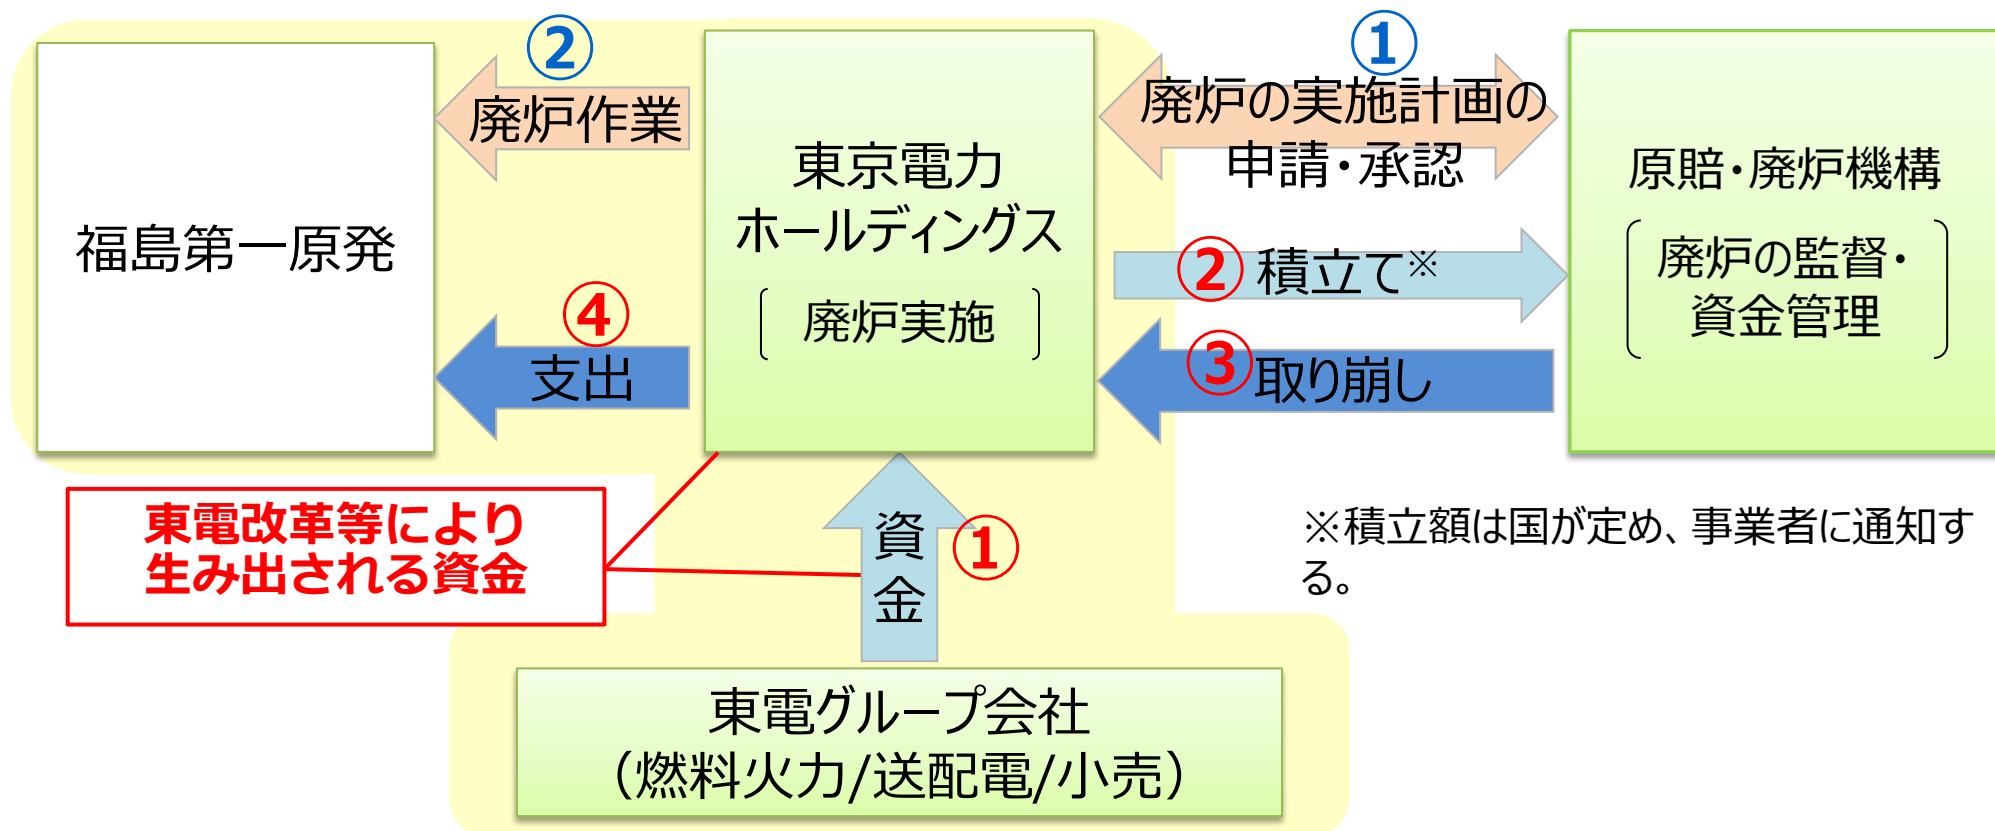 ②
廃炉作業
福島第一原発
④
支出
東京電力
ホールディングス
廃炉実施
①
廃炉の実施計画の
申請・承認
②積立て※
③取り崩し
原賠・廃炉機構
廃炉の監督・
資金管理
東電改革等により
生み出される資金
資
金
①
※積立額は国が定め、事業者に通知す
る。
東電グループ会社
（燃料火力/送配電/小売）